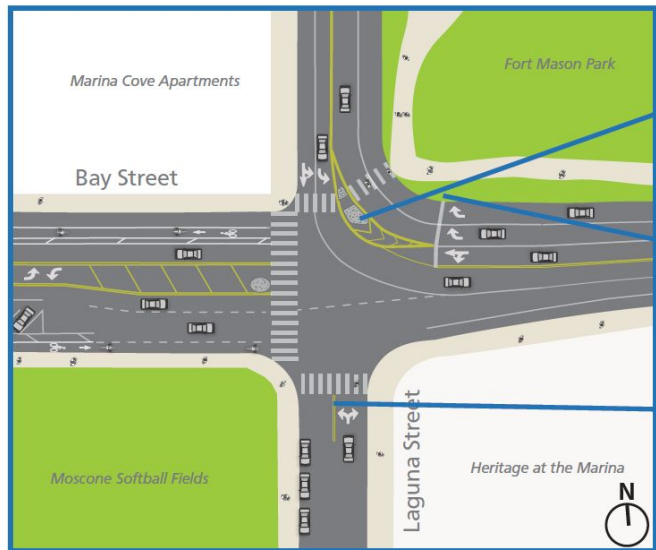 Marina Cove Apartments
Fort Mason Park
Bay Street
Moscone Softball Fields
Laguna Street
Heritage at the Marina
N